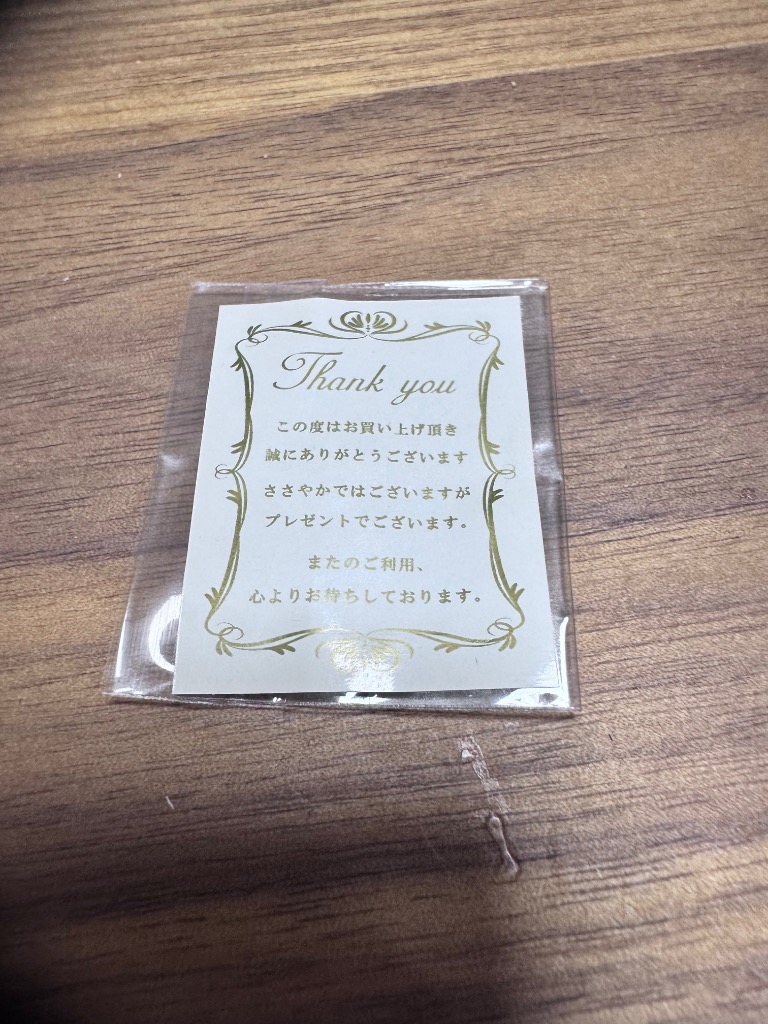 Thank you
この度はお買い上げ頂き
誠にありがとうございます
ささやかではございますが
プレゼントでございます。
またのご利用、
心よりお待ちしております。